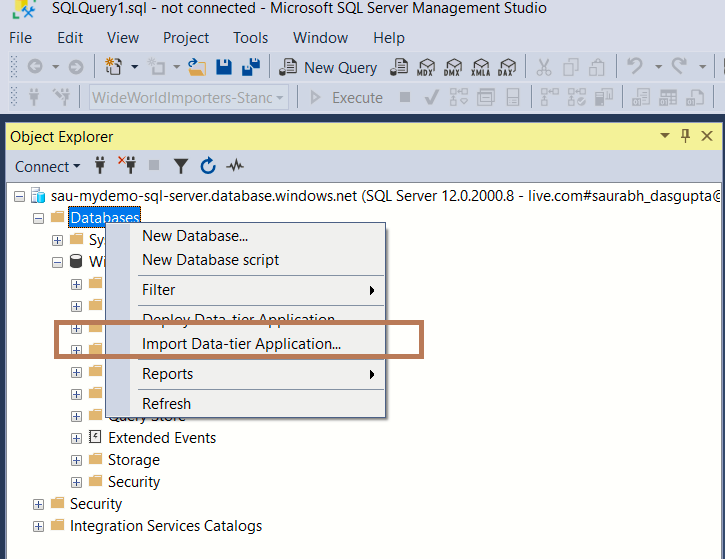 SQLQuery1.sql - not connected - Microsoft SQL Server Management Studio
File Edit View Project Tools Window Help
New Query MDX DMX XMLA DAX
WideWorldImporters-Stanc Execute
Object Explorer
Connect
sau-mydemo-sql-server.database.windows.net (SQL Server 12.0.2000.8 - live.com#saurabh_dasgupta@
Databases
Sy
Wi
New Database...
New Database script
Filter
Deploy Data-tier Application
Import Data-tier Application...
Reports
Refresh
Query Store
Extended Events
Storage
Security
Security
Integration Services Catalogs